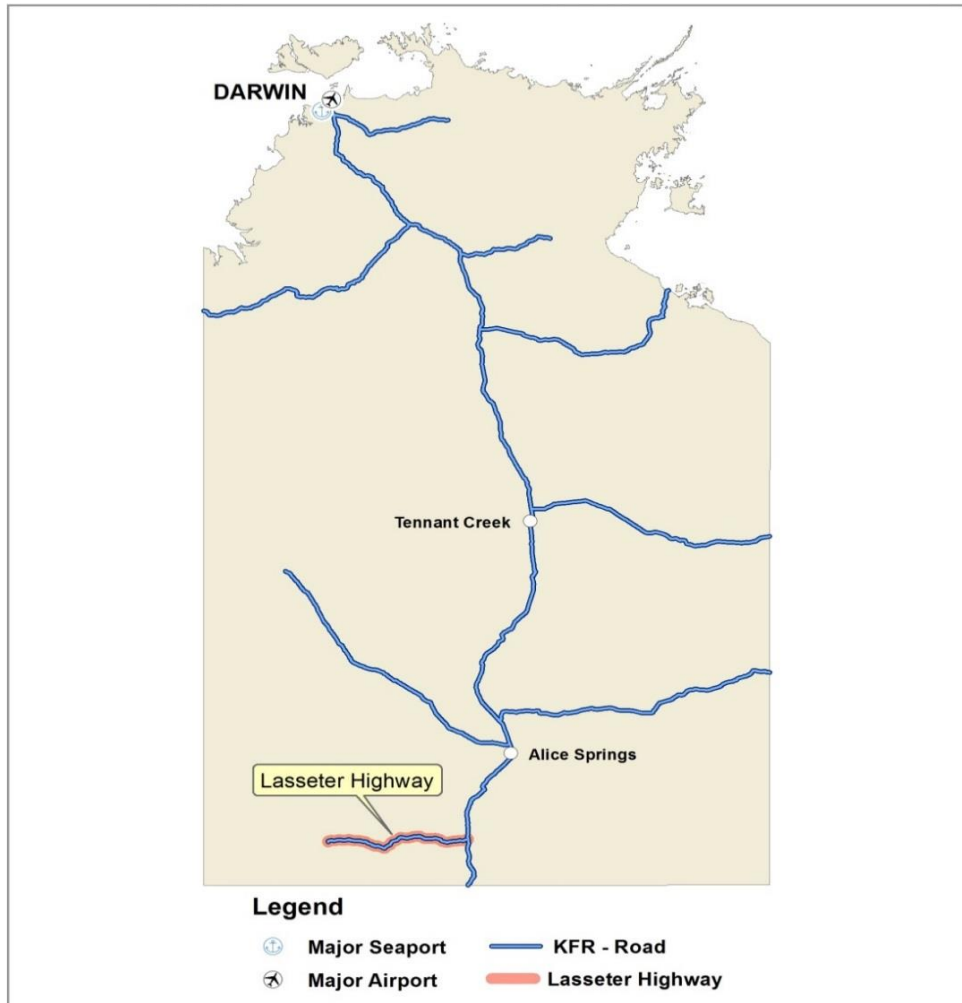 DARWIN
Tennant Creek
Alice Springs
Lasseter Highway
Legend
Major Seaport
KFR - Road
Major Airport
Lasseter Highway